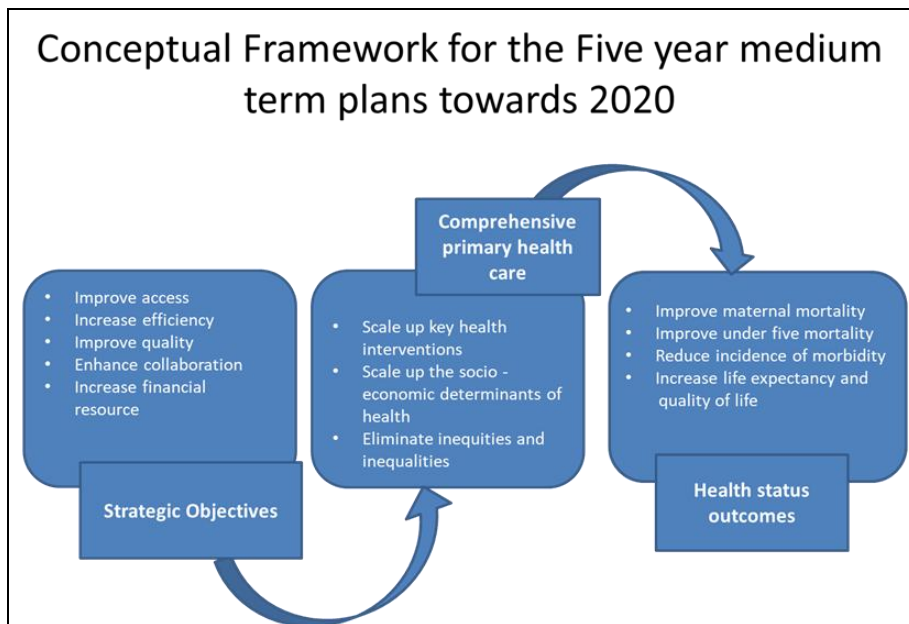 Conceptual Framework for the Five year medium
term plans towards 2020
• Improve access
• Increase efficiency
• Improve quality
• Enhance collaboration
• Increase financial
resource
Strategic Objectives
Comprehensive
primary health
care
• Scale up key health
interventions
• Scale up the socio -
economic determinants of
health
• Eliminate inequities and
inequalities
• Improve maternal mortality
• Improve under five mortality
• Reduce incidence of morbidity
• Increase life expectancy and
quality of life
Health status
outcomes